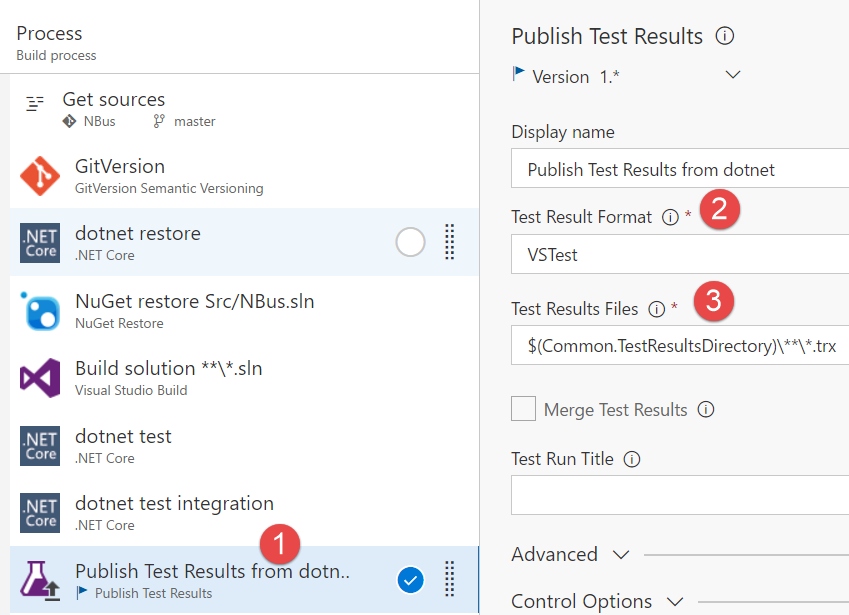 Process
Build process
Get sources
NBus master
GitVersion
GitVersion Semantic Versioning
.NET Core
dotnet restore
.NET Core
NuGet restore Src/NBus.sln
NuGet Restore
Build solution **\*.sln
Visual Studio Build
.NET Core
dotnet test
.NET Core
.NET Core
dotnet test integration
.NET Core
1
Publish Test Results from dotn..
Publish Test Results
Publish Test Results
Version 1.*
Display name
Publish Test Results from dotnet
Test Result Format * 2
VSTest
Test Results Files * 3
$(Common.TestResultsDirectory)\**\*.trx
Merge Test Results
Test Run Title
Advanced
Control Options